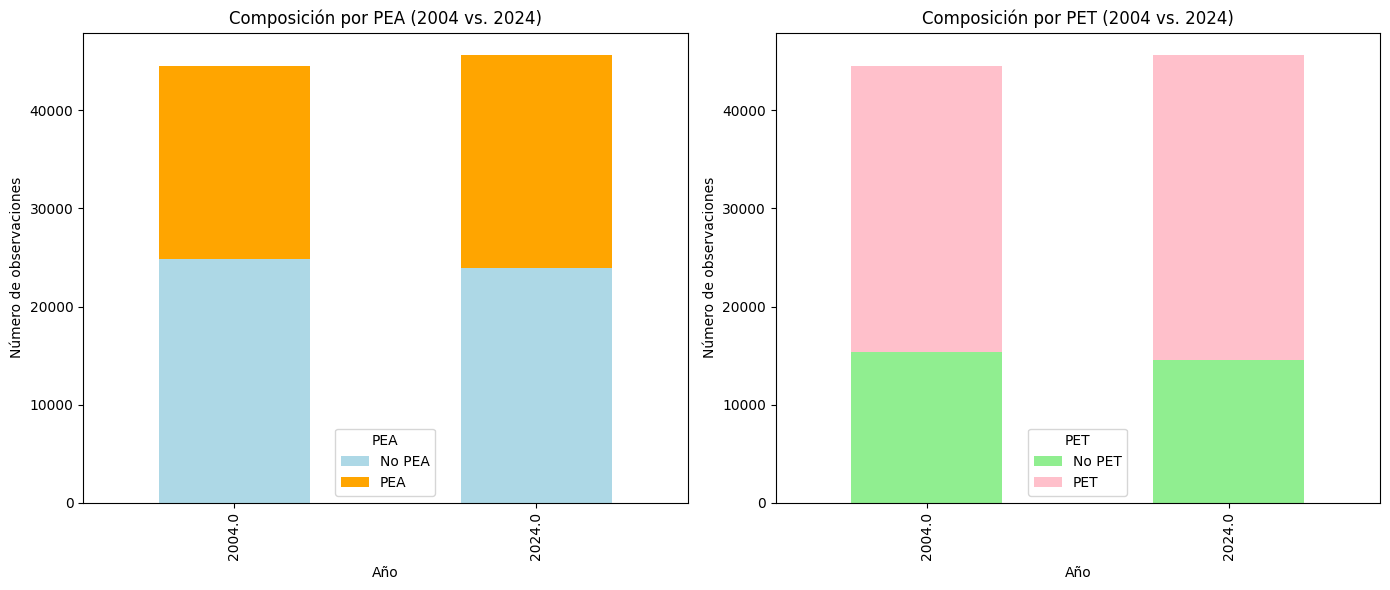 Composición por PEA (2004 vs. 2024)
Número de observaciones
40000
30000
20000
10000
0
PEA
No PEA
PEA
2004.0
2024.0
Año
Composición por PET (2004 vs. 2024)
Número de observaciones
40000
30000
20000
10000
0
PET
No PET
PET
2004.0
2024.0
Año